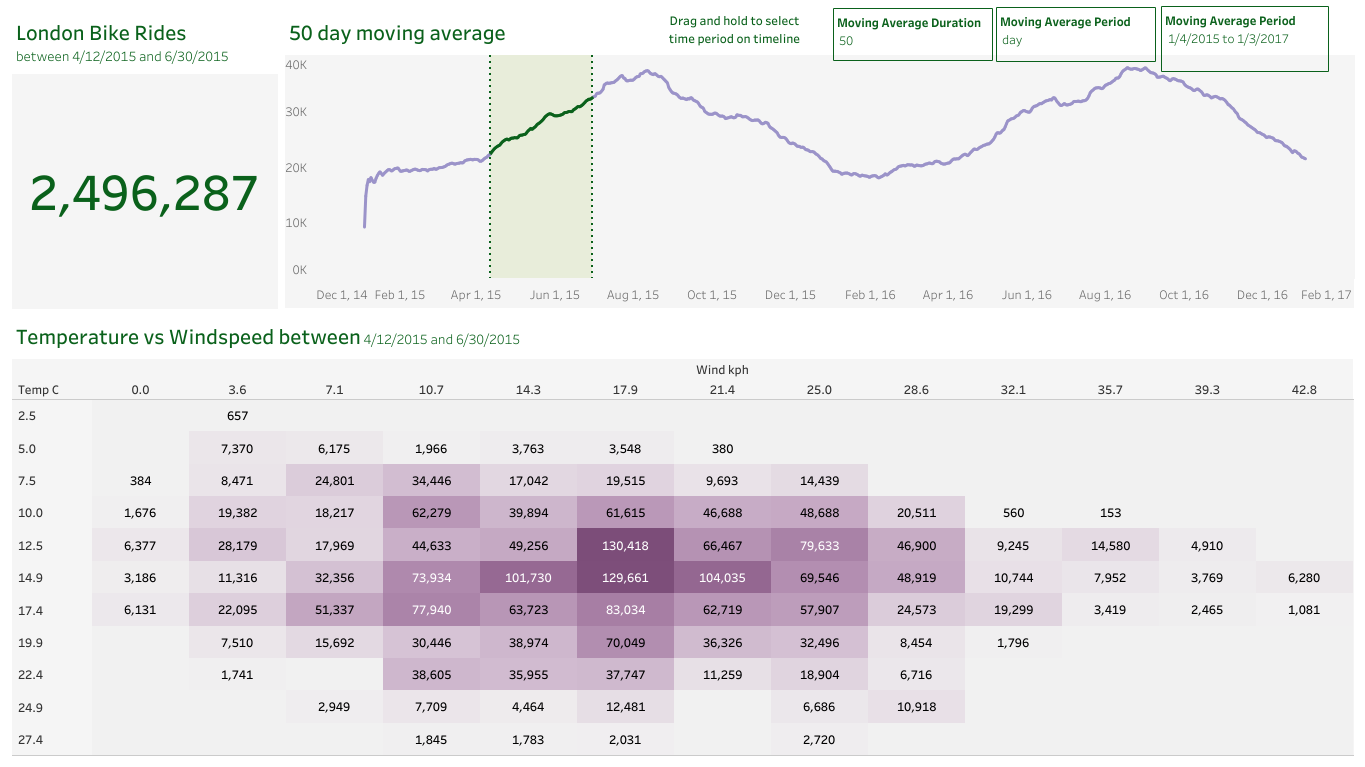 London Bike Rides
between 4/12/2015 and 6/30/2015
2,496,287
50 day moving average
Drag and hold to select
time period on timeline
Moving Average Duration
50
Moving Average Period
day
Moving Average Period
1/4/2015 to 1/3/2017
40K
30K
20K
10K
0K
Dec 1, 14 Feb 1, 15 Apr 1, 15 Jun 1, 15 Aug 1, 15 Oct 1, 15 Dec 1, 15 Feb 1, 16 Apr 1, 16 Jun 1, 16 Aug 1, 16 Oct 1, 16 Dec 1, 16 Feb 1, 17
Temperature vs Windspeed between 4/12/2015 and 6/30/2015
Wind kph
Temp C 0.0 3.6 7.1 10.7 14.3 17.9 21.4 25.0 28.6 32.1 35.7 39.3 42.8
2.5 657
5.0 7,370 6,175 1,966 3,763 3,548 380
7.5 384 8,471 24,801 34,446 17,042 19,515 9,693 14,439
10.0 1,676 19,382 18,217 62,279 39,894 61,615 46,688 48,688 20,511 560 153
12.5 6,377 28,179 17,969 44,633 49,256 130,418 66,467 79,633 46,900 9,245 14,580 4,910
14.9 3,186 11,316 32,356 73,934 101,730 129,661 104,035 69,546 48,919 10,744 7,952 3,769 6,280
17.4 6,131 22,095 51,337 77,940 63,723 83,034 62,719 57,907 24,573 19,299 3,419 2,465 1,081
19.9 7,510 15,692 30,446 38,974 70,049 36,326 32,496 8,454 1,796
22.4 1,741 38,605 35,955 37,747 11,259 18,904 6,716
24.9 2,949 7,709 4,464 12,481 6,686 10,918
27.4 1,845 1,783 2,031 2,720